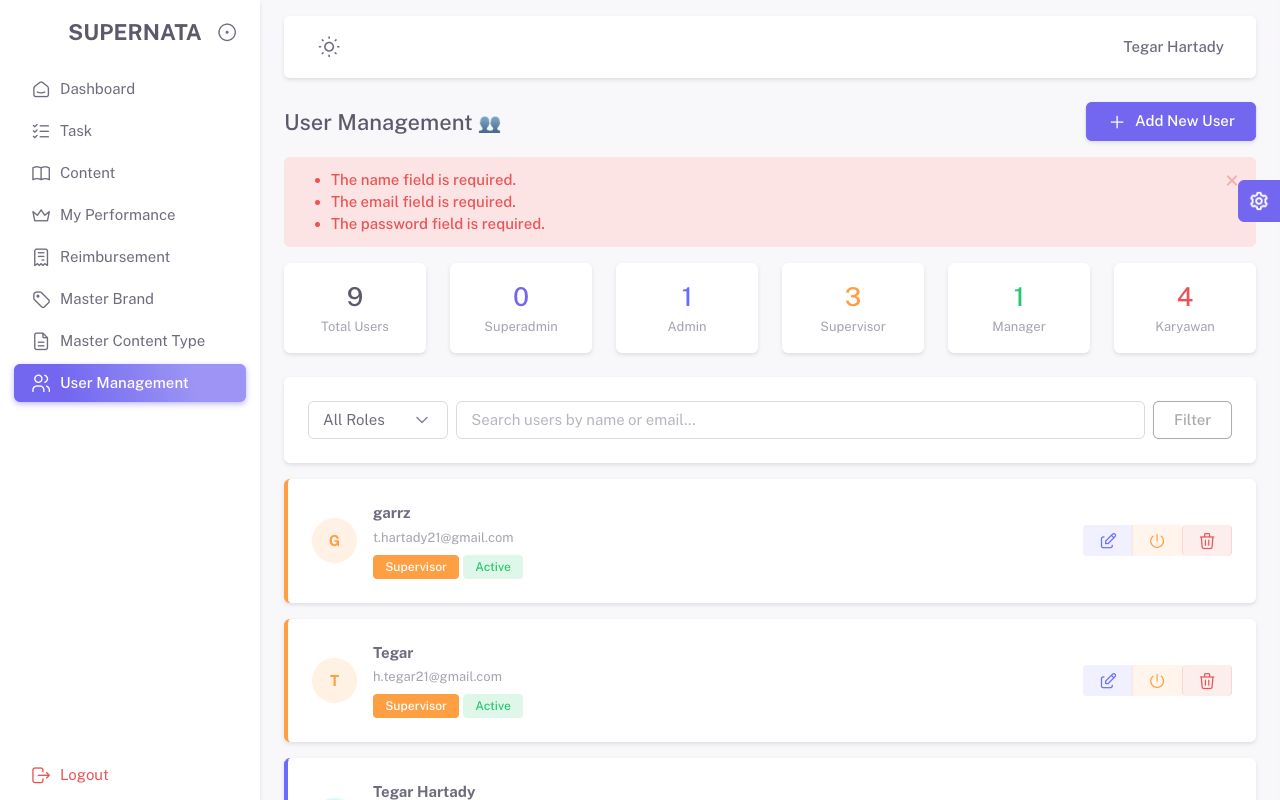 SUPERNATA
Dashboard
Task
Content
My Performance
Reimbursement
Master Brand
Master Content Type
User Management
Logout
Tegar Hartady
User Management 👥
Add New User
The name field is required.
The email field is required.
The password field is required.
9
Total Users
0
Superadmin
1
Admin
3
Supervisor
1
Manager
4
Karyawan
All Roles
Search users by name or email...
Filter
G
garrz
t.hartady21@gmail.com
Supervisor Active
T
Tegar
h.tegar21@gmail.com
Supervisor Active
Tegar Hartady